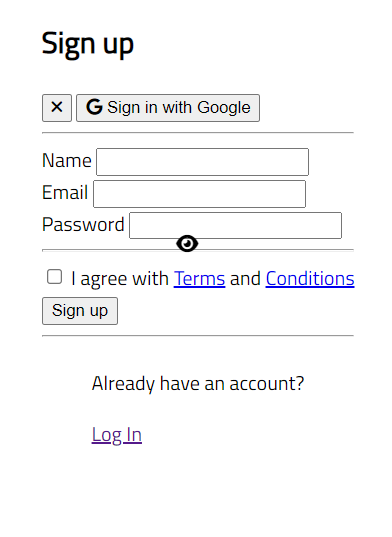 Sign up
× G Sign in with Google
Name
Email
Password
I agree with Terms and Conditions
Sign up
Already have an account?
Log In